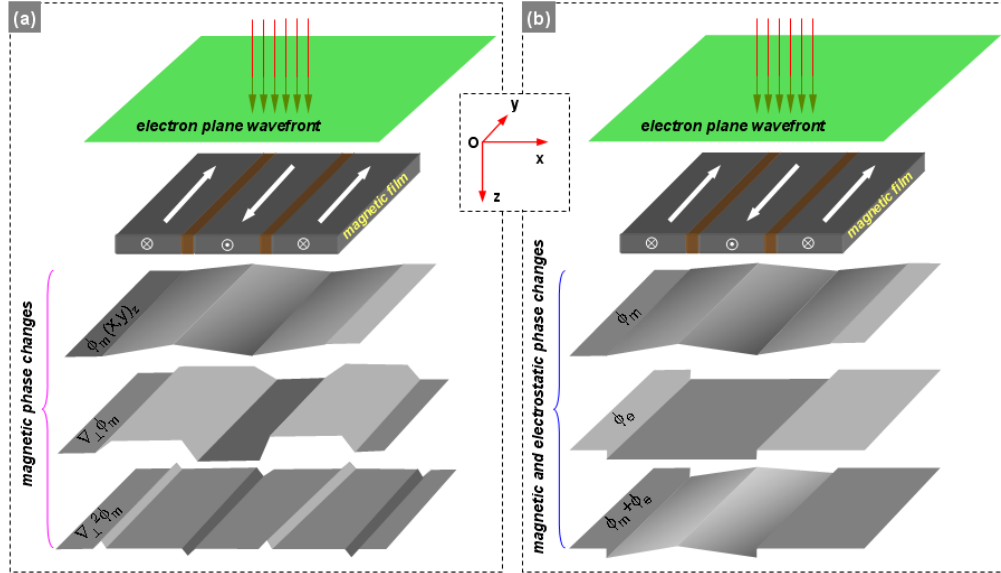 (a)
electron plane wavefront
magnetic film
⊗ ⊙ ⊗
magnetic phase changes
ϕm(x,y)z
∇⊥ϕm
∇⊥²ϕm
y
O
x
z
(b)
electron plane wavefront
magnetic film
⊗ ⊙ ⊗
magnetic and electrostatic phase changes
ϕm
ϕe
ϕm+ϕe